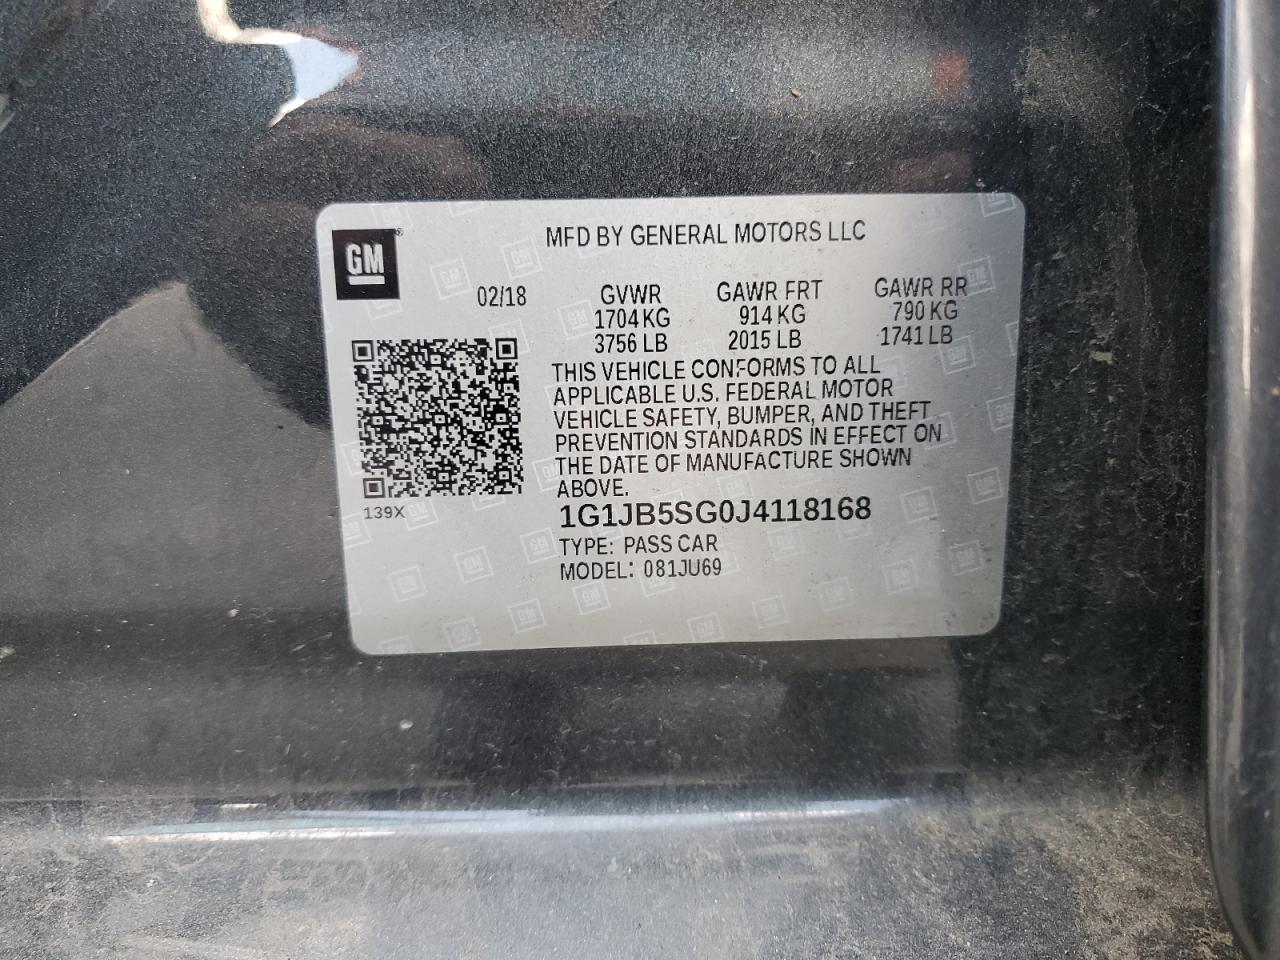 GM
MFD BY GENERAL MOTORS LLC
02/18
GVWR
1704 KG
3756 LB
GAWR FRT
914 KG
2015 LB
GAWR RR
790 KG
1741 LB
THIS VEHICLE CONFORMS TO ALL
APPLICABLE U.S. FEDERAL MOTOR
VEHICLE SAFETY, BUMPER, AND THEFT
PREVENTION STANDARDS IN EFFECT ON
THE DATE OF MANUFACTURE SHOWN
ABOVE.
139X
1G1JB5SG0J4118168
TYPE: PASS CAR
MODEL: 081JU69